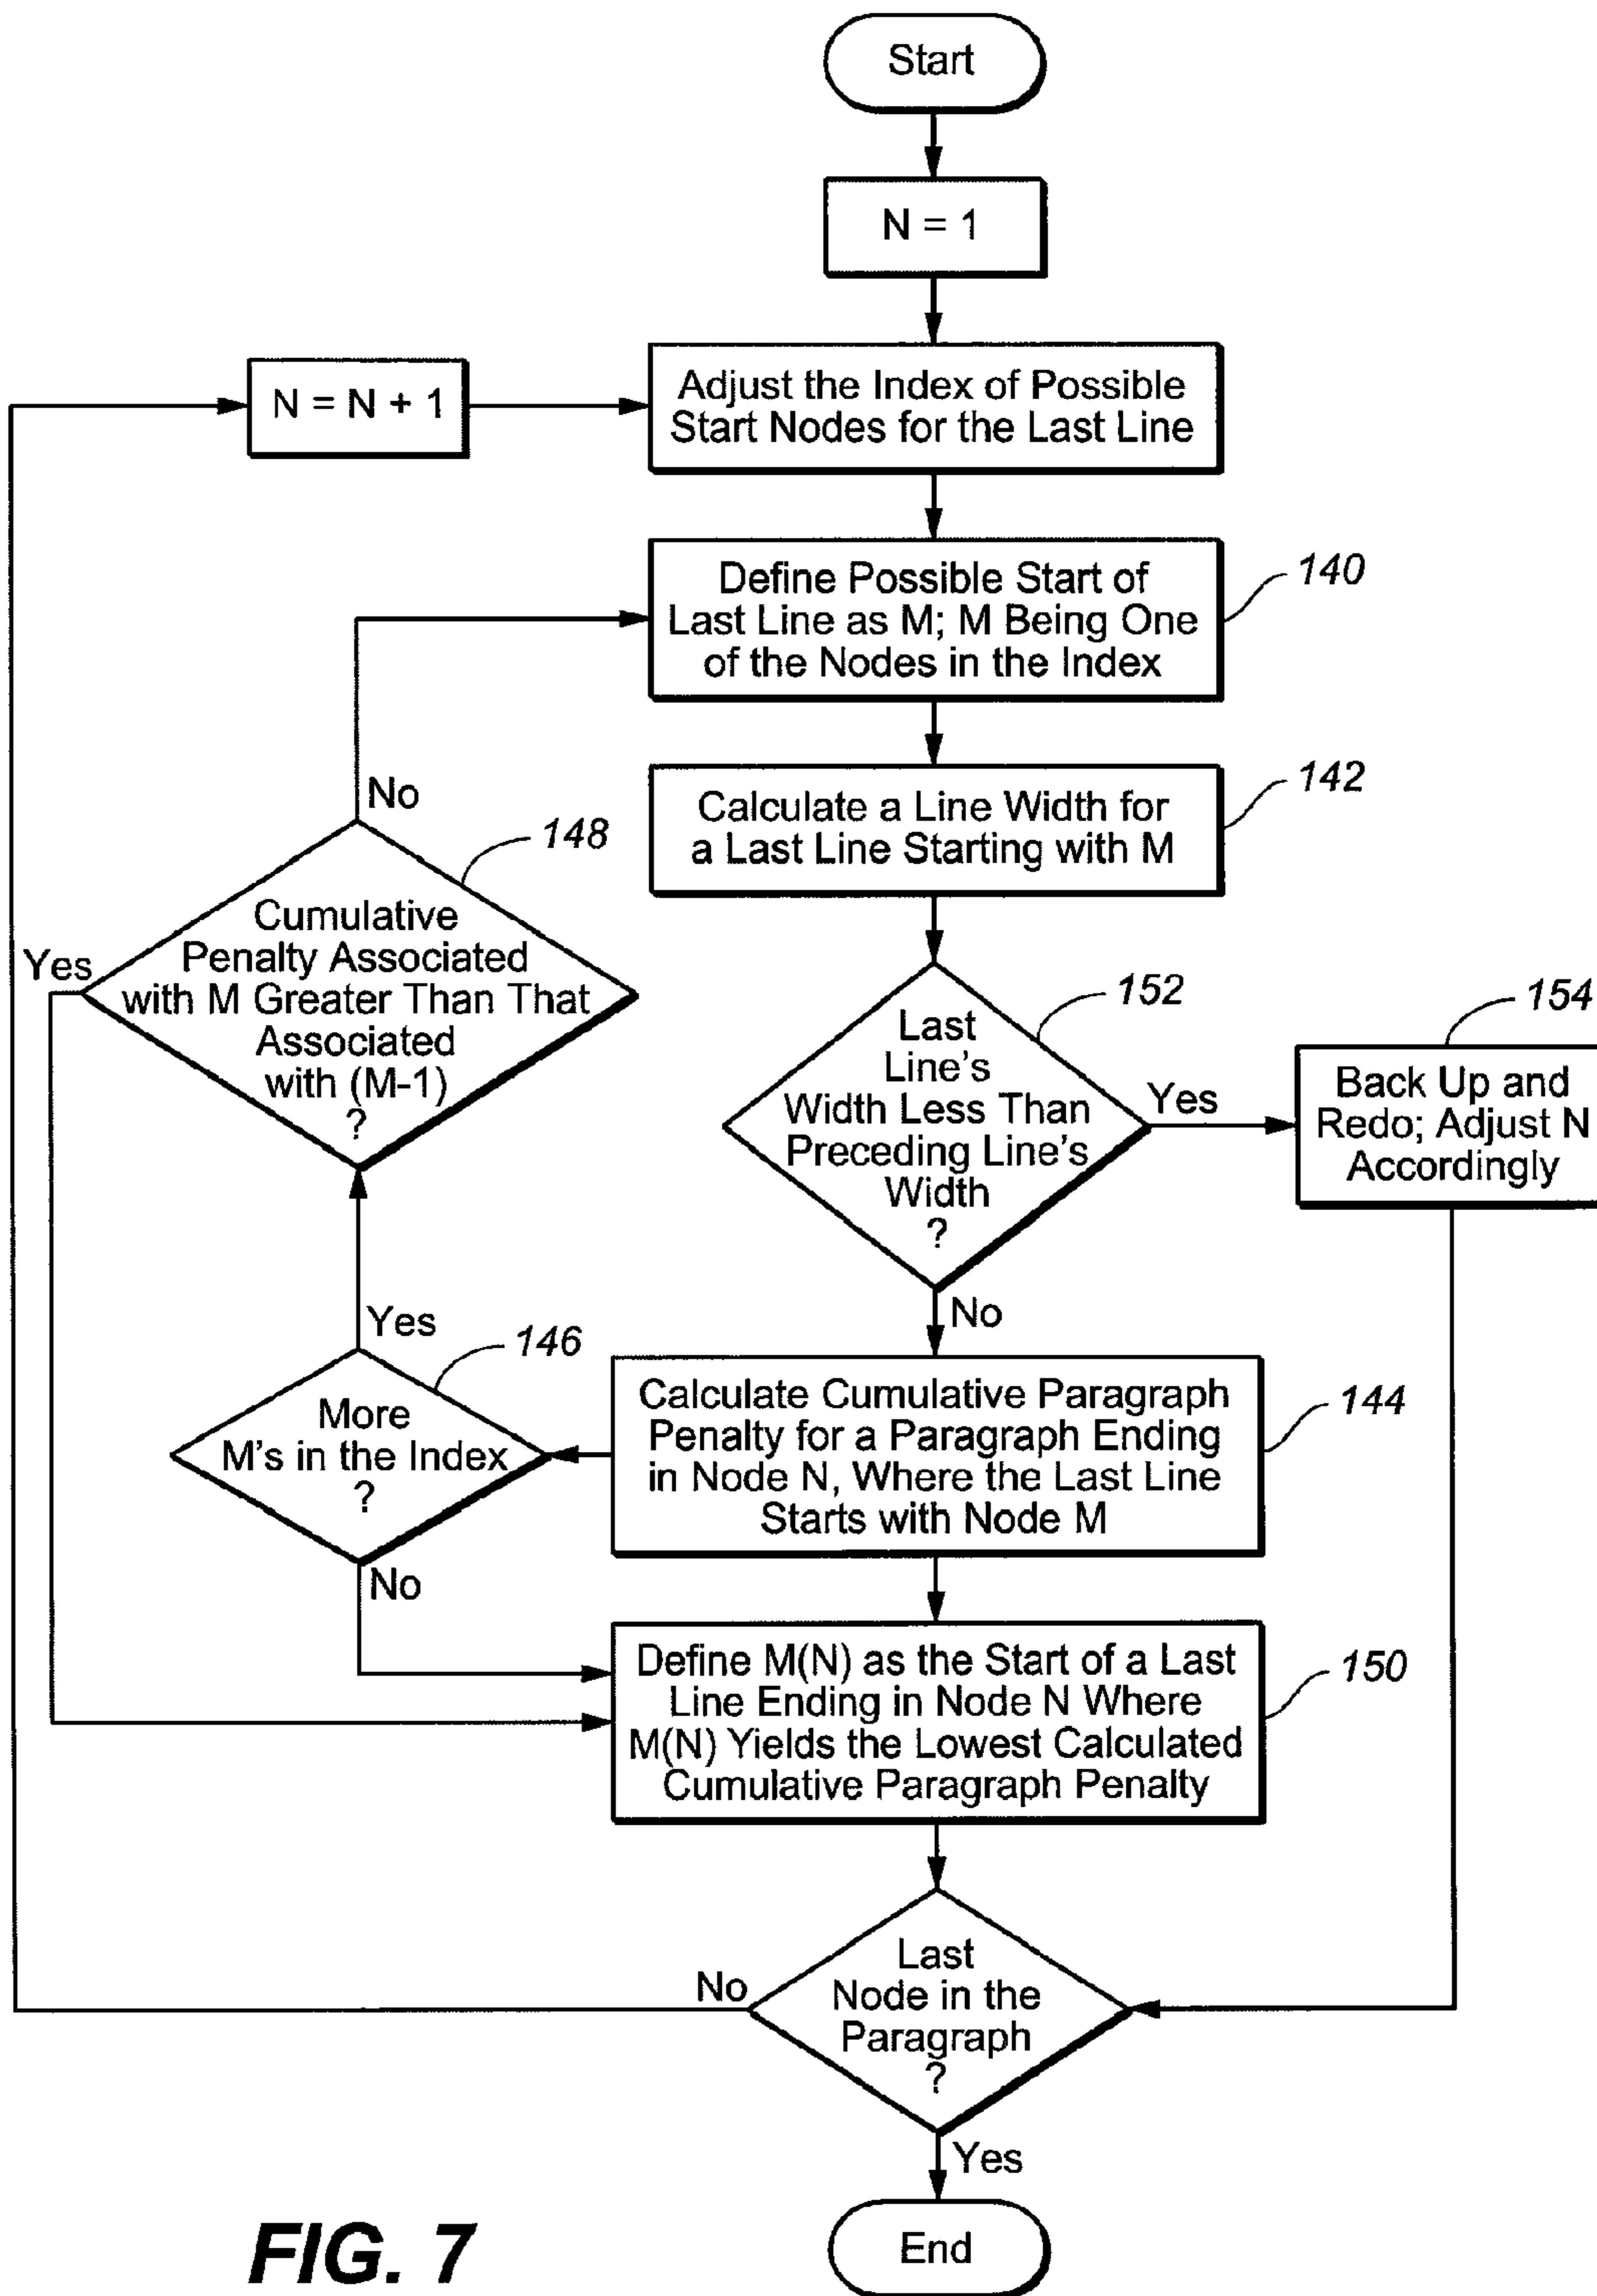 Start
N = 1
N = N + 1
Adjust the Index of Possible
Start Nodes for the Last Line
Define Possible Start of
Last Line as M; M Being One
of the Nodes in the Index
140
Calculate a Line Width for
a Last Line Starting with M
142
No
148
Cumulative
Penalty Associated
with M Greater Than That
Associated
with (M-1)
?
Yes
152
Last
Line's
Width Less Than
Preceding Line's
Width
?
Yes
154
Back Up and
Redo; Adjust N
Accordingly
No
Yes
146
More
M's in the Index
?
No
Calculate Cumulative Paragraph
Penalty for a Paragraph Ending
in Node N, Where the Last Line
Starts with Node M
144
Define M(N) as the Start of a Last
Line Ending in Node N Where
M(N) Yields the Lowest Calculated
Cumulative Paragraph Penalty
150
No
Last
Node in the
Paragraph
?
Yes
End
FIG. 7